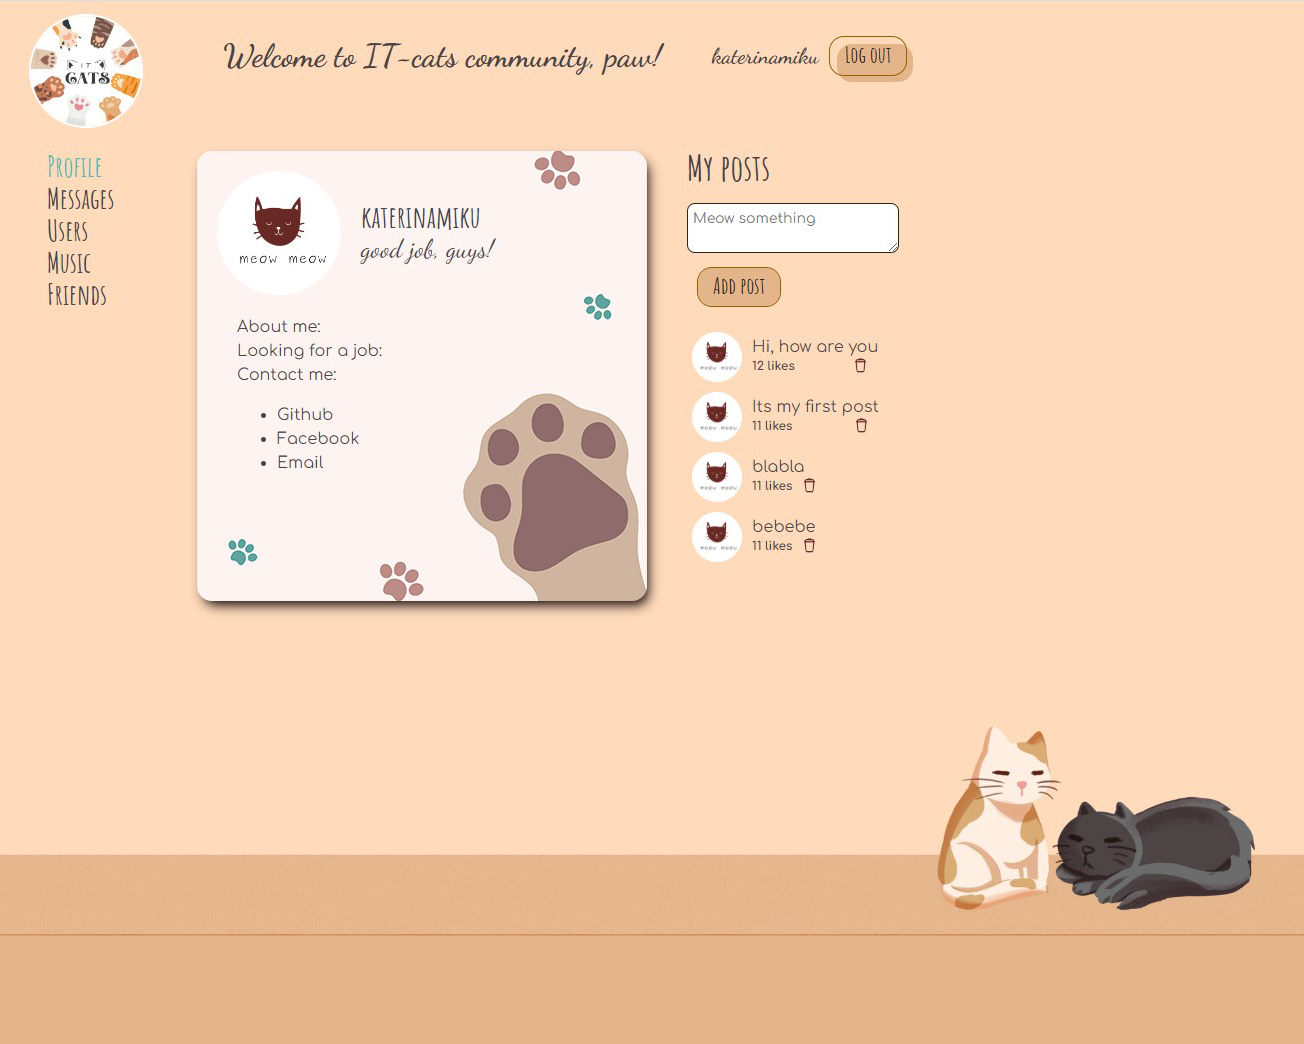 IT
CATS
Welcome to IT-cats community, paw!
katerinamiku
Log out
Profile
Messages
Users
Music
Friends
meow meow
katerinamiku
good job, guys!
About me:
Looking for a job:
Contact me:
Github
Facebook
Email
My posts
Meow something
Add post
meow meow
Hi, how are you
12 likes
meow meow
Its my first post
11 likes
meow meow
blabla
11 likes
meow meow
bebebe
11 likes